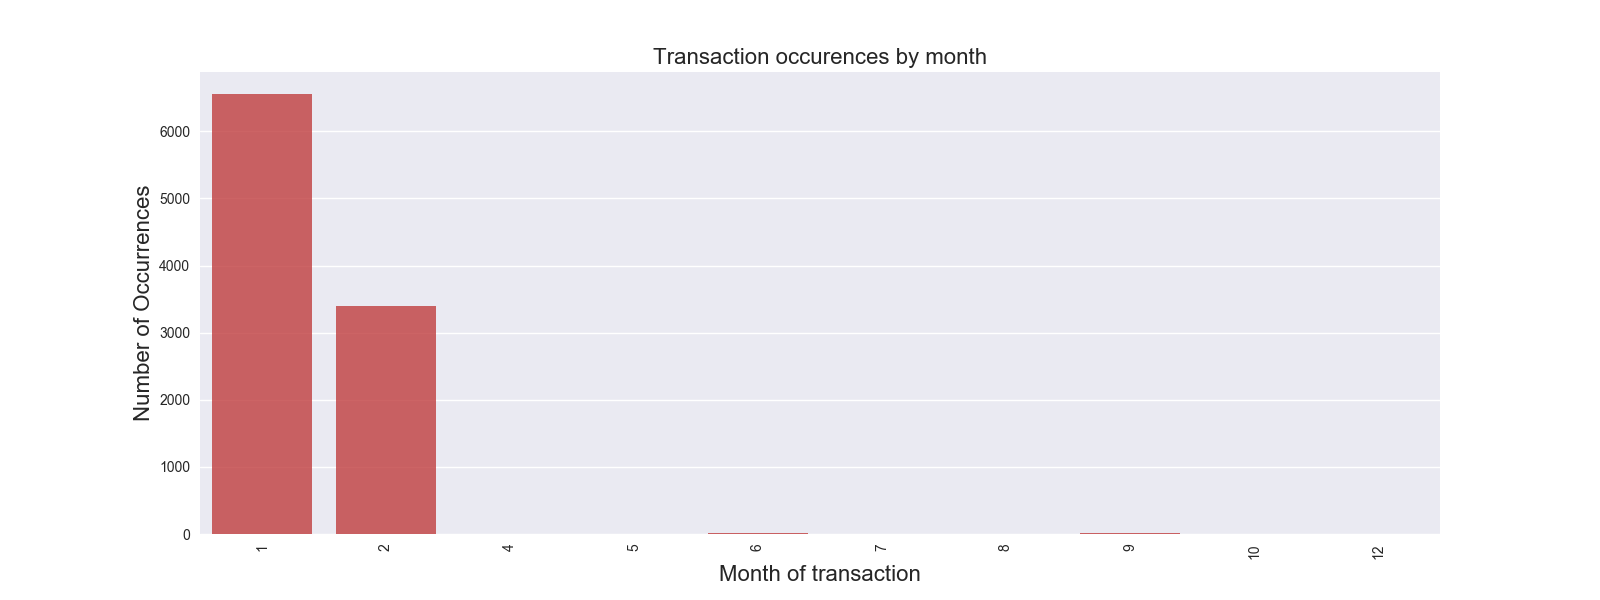 Transaction occurences by month
Number of Occurrences
6000
5000
4000
3000
2000
1000
0
1 2 4 5 6 7 8 9 10 12
Month of transaction